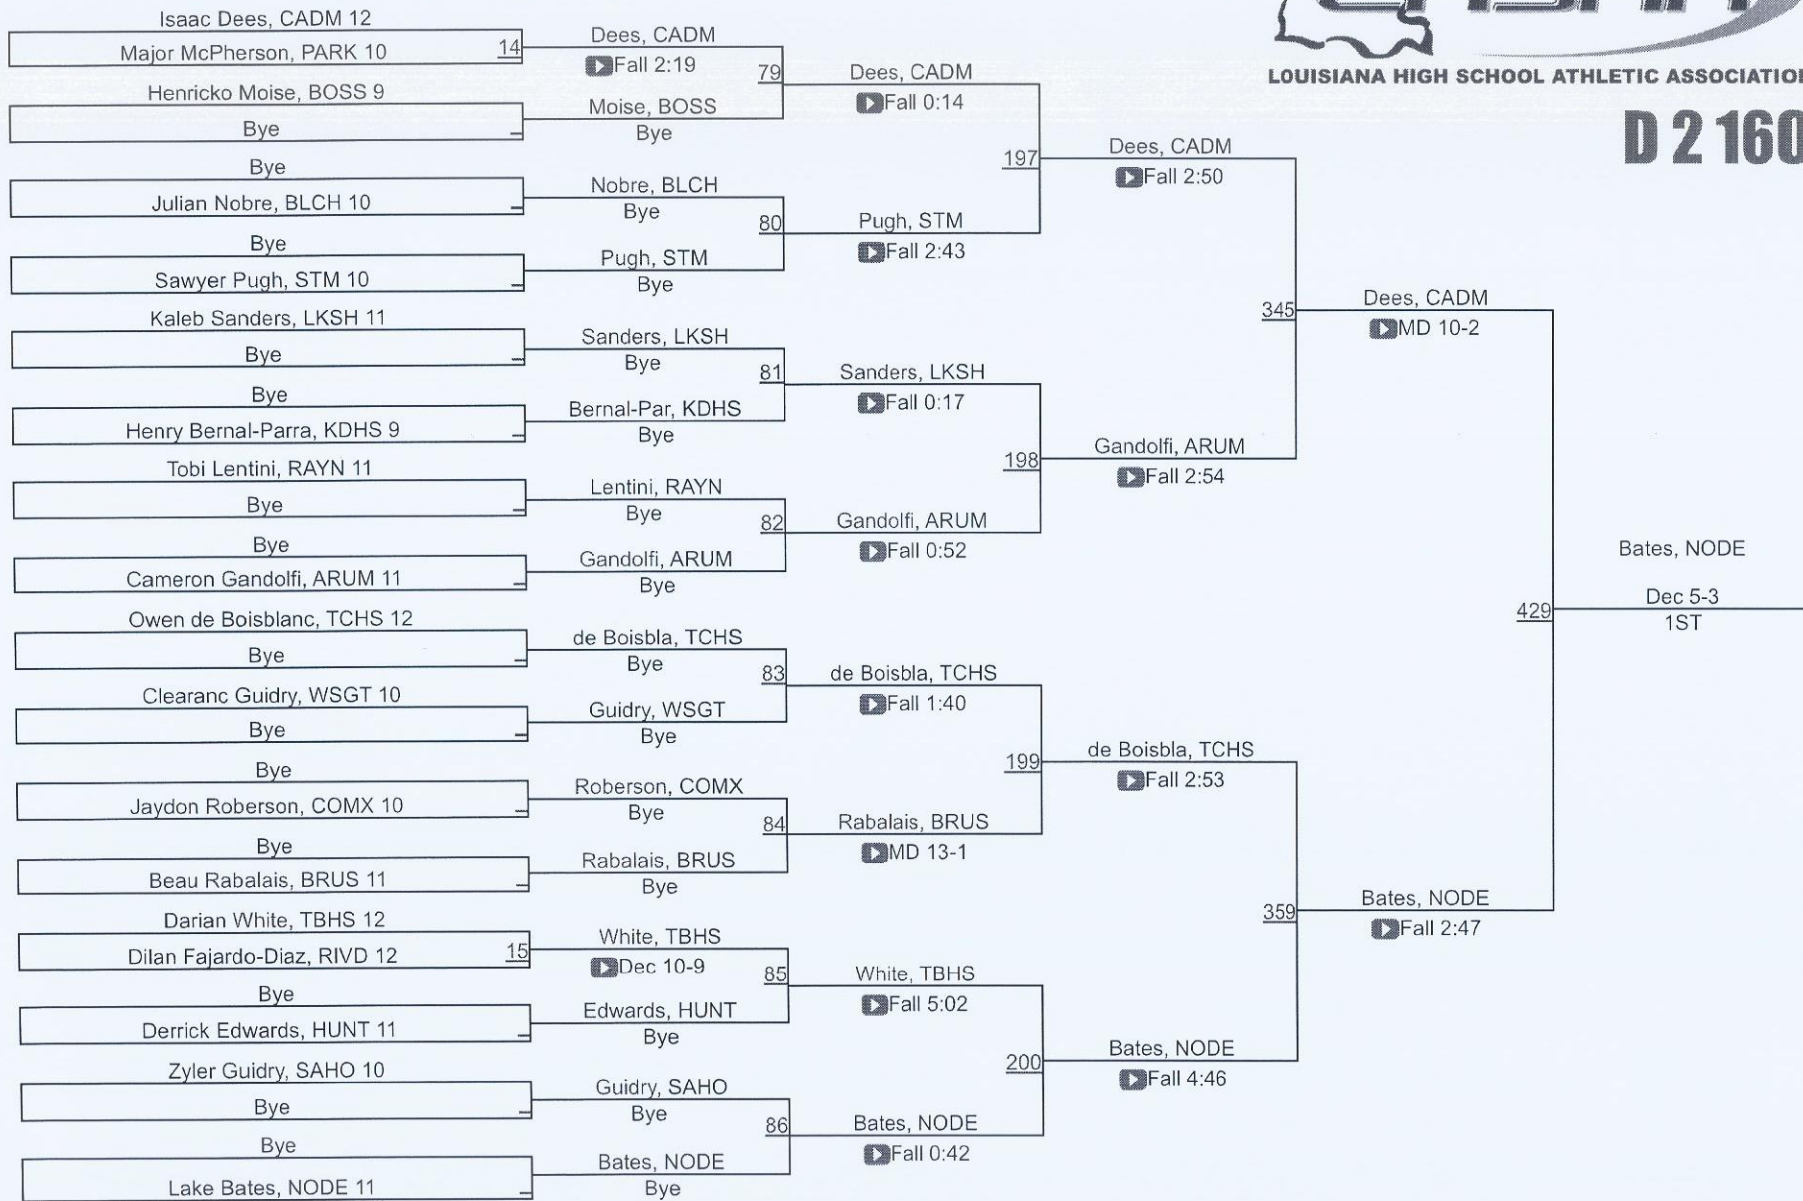 LOUISIANA HIGH SCHOOL ATHLETIC ASSOCIATION
D 2 160
Isaac Dees, CADM 12
Major McPherson, PARK 10
14
Henricko Moise, BOSS 9
Bye
Bye
Julian Nobre, BLCH 10
Bye
Sawyer Pugh, STM 10
Kaleb Sanders, LKSH 11
Bye
Bye
Henry Bernal-Parra, KDHS 9
Tobi Lentini, RAYN 11
Bye
Bye
Cameron Gandolfi, ARUM 11
Owen de Boisblanc, TCHS 12
Bye
Clearanc Guidry, WSGT 10
Bye
Bye
Jaydon Roberson, COMX 10
Bye
Beau Rabalais, BRUS 11
Darian White, TBHS 12
Dilan Fajardo-Diaz, RIVD 12
15
Bye
Derrick Edwards, HUNT 11
Zyler Guidry, SAHO 10
Bye
Bye
Lake Bates, NODE 11
Dees, CADM
Fall 2:19
79
Moise, BOSS
Bye
Nobre, BLCH
Bye
80
Pugh, STM
Bye
Sanders, LKSH
Bye
81
Bernal-Par, KDHS
Bye
Lentini, RAYN
Bye
82
Gandolfi, ARUM
Bye
de Boisbla, TCHS
Bye
83
Guidry, WSGT
Bye
Roberson, COMX
Bye
84
Rabalais, BRUS
Bye
White, TBHS
Dec 10-9
85
Edwards, HUNT
Bye
Guidry, SAHO
Bye
86
Bates, NODE
Bye
Dees, CADM
Fall 0:14
197
Pugh, STM
Fall 2:43
Sanders, LKSH
Fall 0:17
198
Gandolfi, ARUM
Fall 0:52
de Boisbla, TCHS
Fall 1:40
199
Rabalais, BRUS
MD 13-1
White, TBHS
Fall 5:02
200
Bates, NODE
Fall 0:42
Dees, CADM
Fall 2:50
345
Gandolfi, ARUM
Fall 2:54
de Boisbla, TCHS
Fall 2:53
359
Bates, NODE
Fall 4:46
Dees, CADM
MD 10-2
429
Bates, NODE
Fall 2:47
Bates, NODE
Dec 5-3
1ST